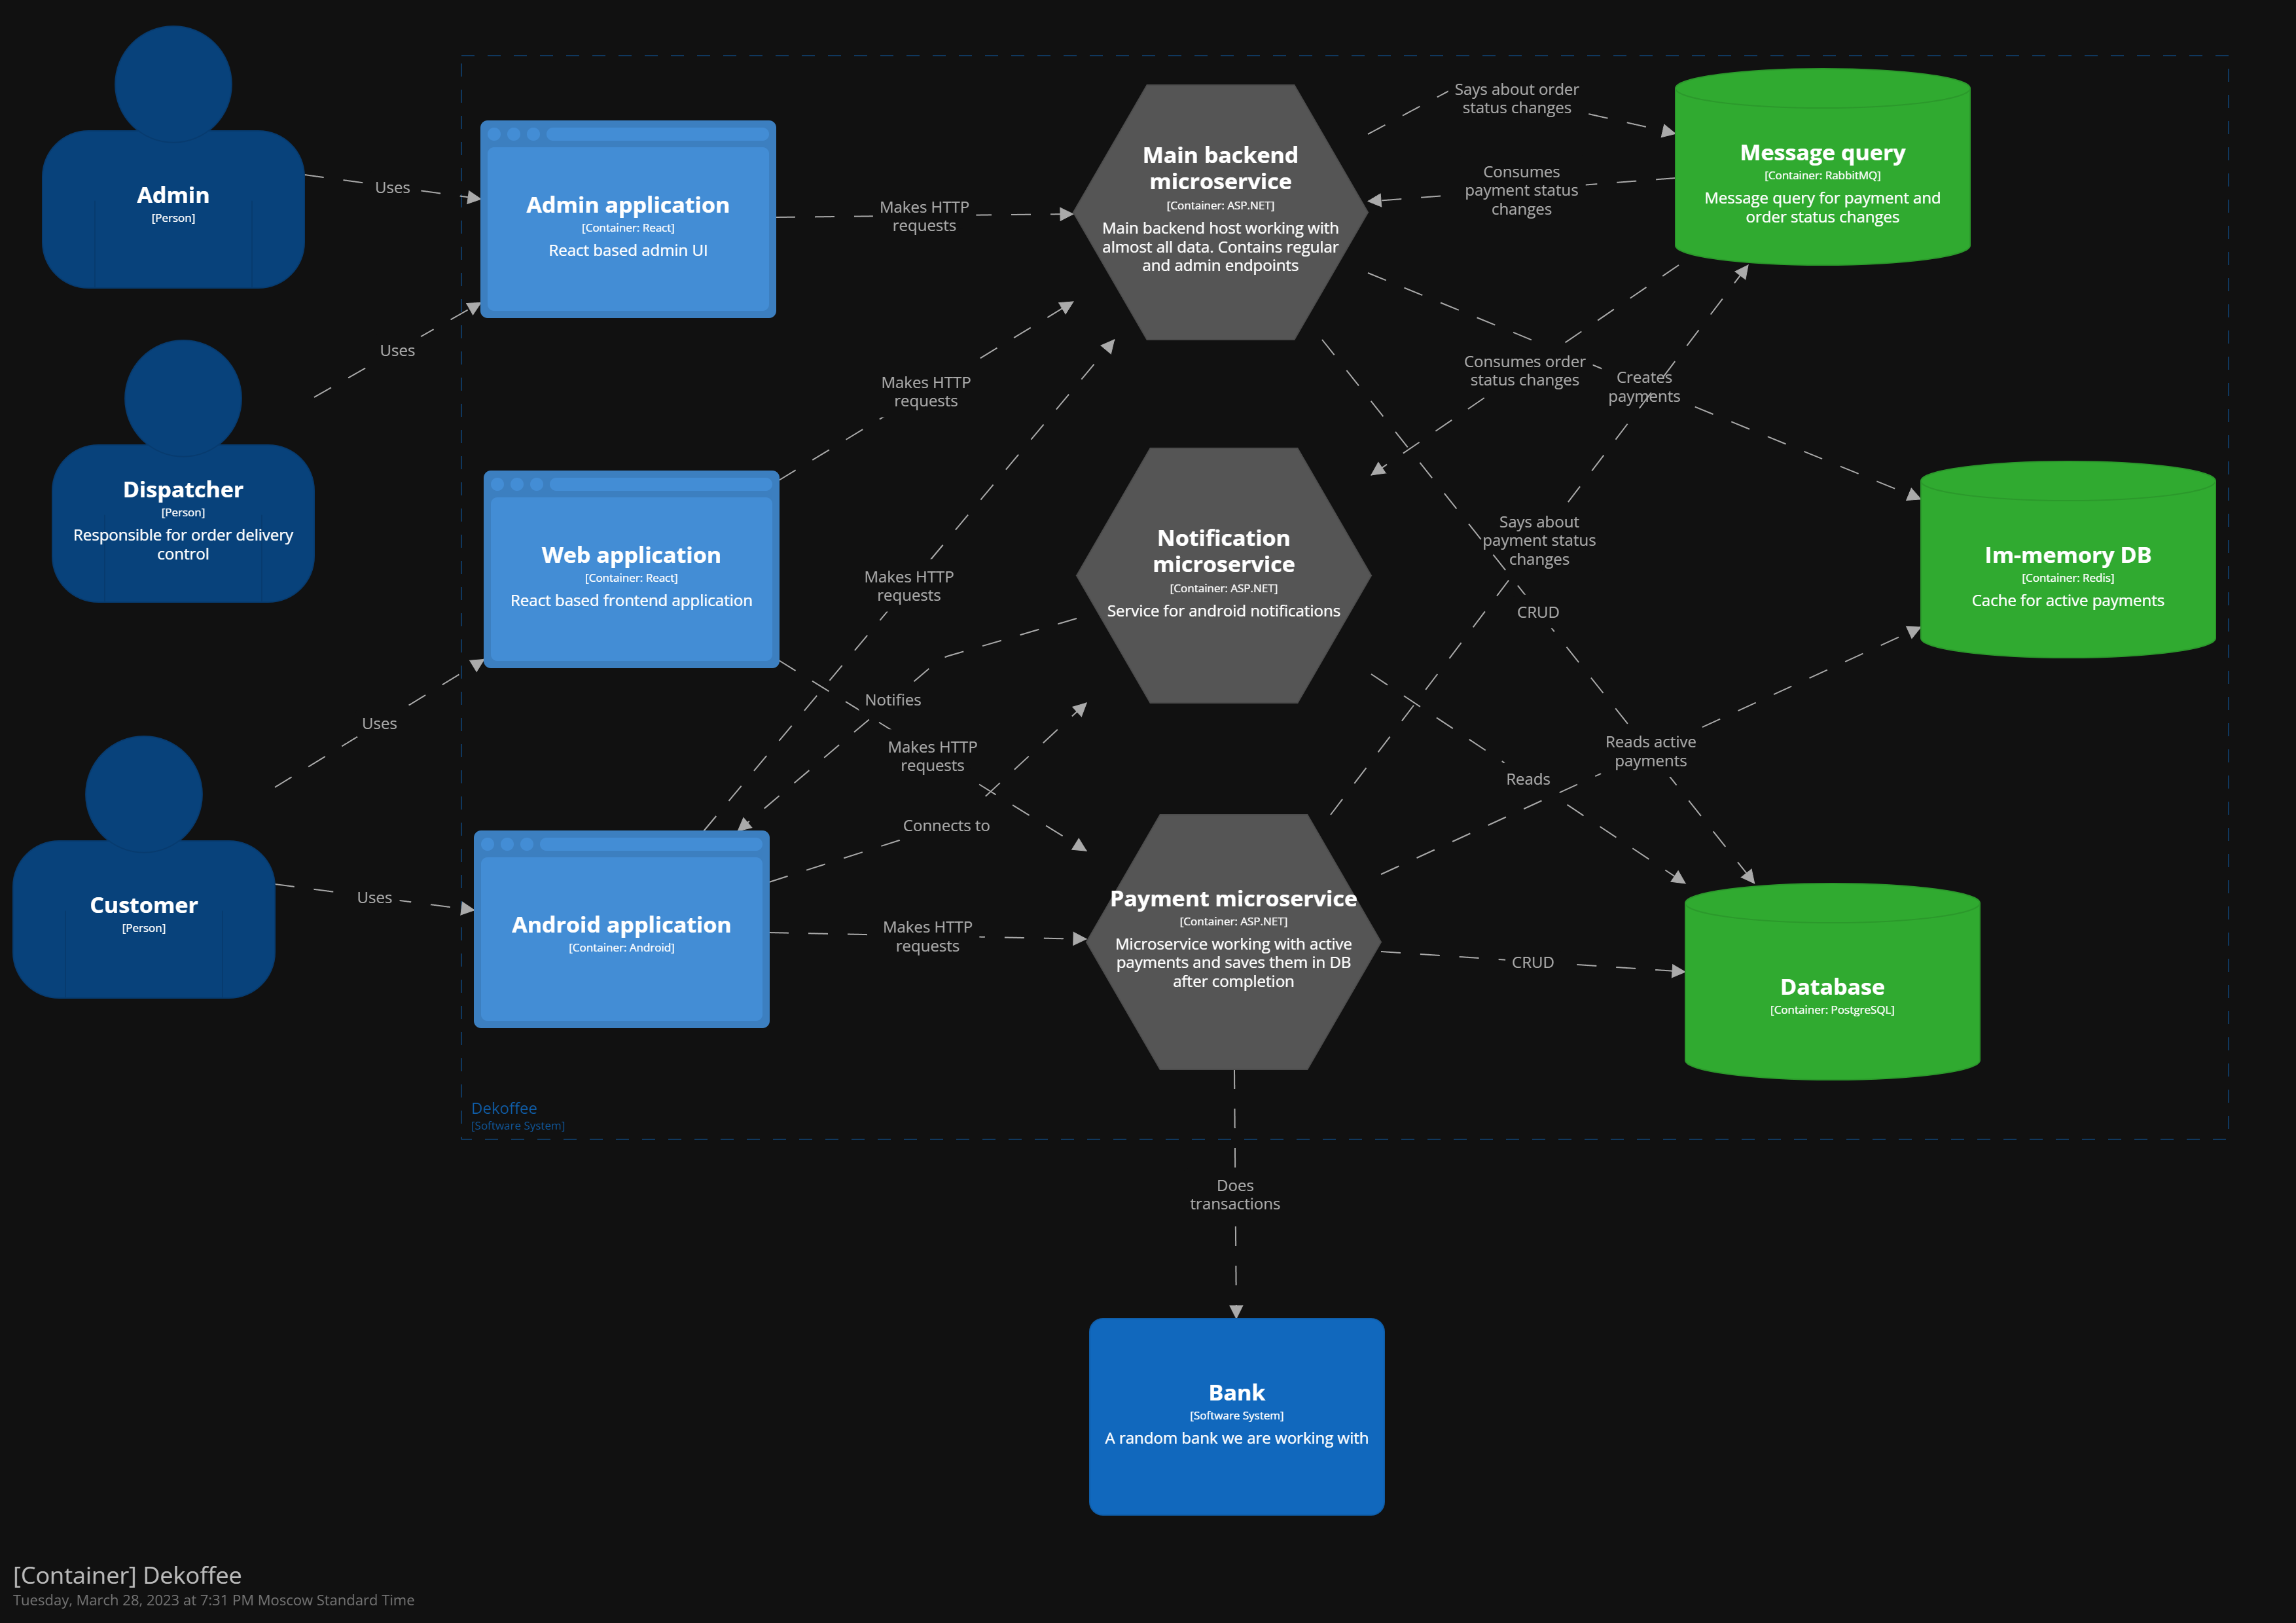 Admin
[Person]
Uses
Dispatcher
[Person]
Responsible for order delivery
control
Uses
Customer
[Person]
Uses
Uses
Admin application
[Container: React]
React based admin UI
Makes HTTP
requests
Web application
[Container: React]
React based frontend application
Makes HTTP
requests
Makes HTTP
requests
Notifies
Makes HTTP
requests
Connects to
Android application
[Container: Android]
Makes HTTP
requests
Main backend
microservice
[Container: ASP.NET]
Main backend host working with
almost all data. Contains regular
and admin endpoints
Notification
microservice
[Container: ASP.NET]
Service for android notifications
Payment microservice
[Container: ASP.NET]
Microservice working with active
payments and saves them in DB
after completion
Says about order
status changes
Consumes
payment status
changes
Consumes order
status changes
Creates
payments
Says about
payment status
changes
CRUD
Reads active
payments
Reads
CRUD
Message query
[Container: RabbitMQ]
Message query for payment and
order status changes
Im-memory DB
[Container: Redis]
Cache for active payments
Database
[Container: PostgreSQL]
Dekoffee
[Software System]
Does
transactions
Bank
[Software System]
A random bank we are working with
[Container] Dekoffee
Tuesday, March 28, 2023 at 7:31 PM Moscow Standard Time